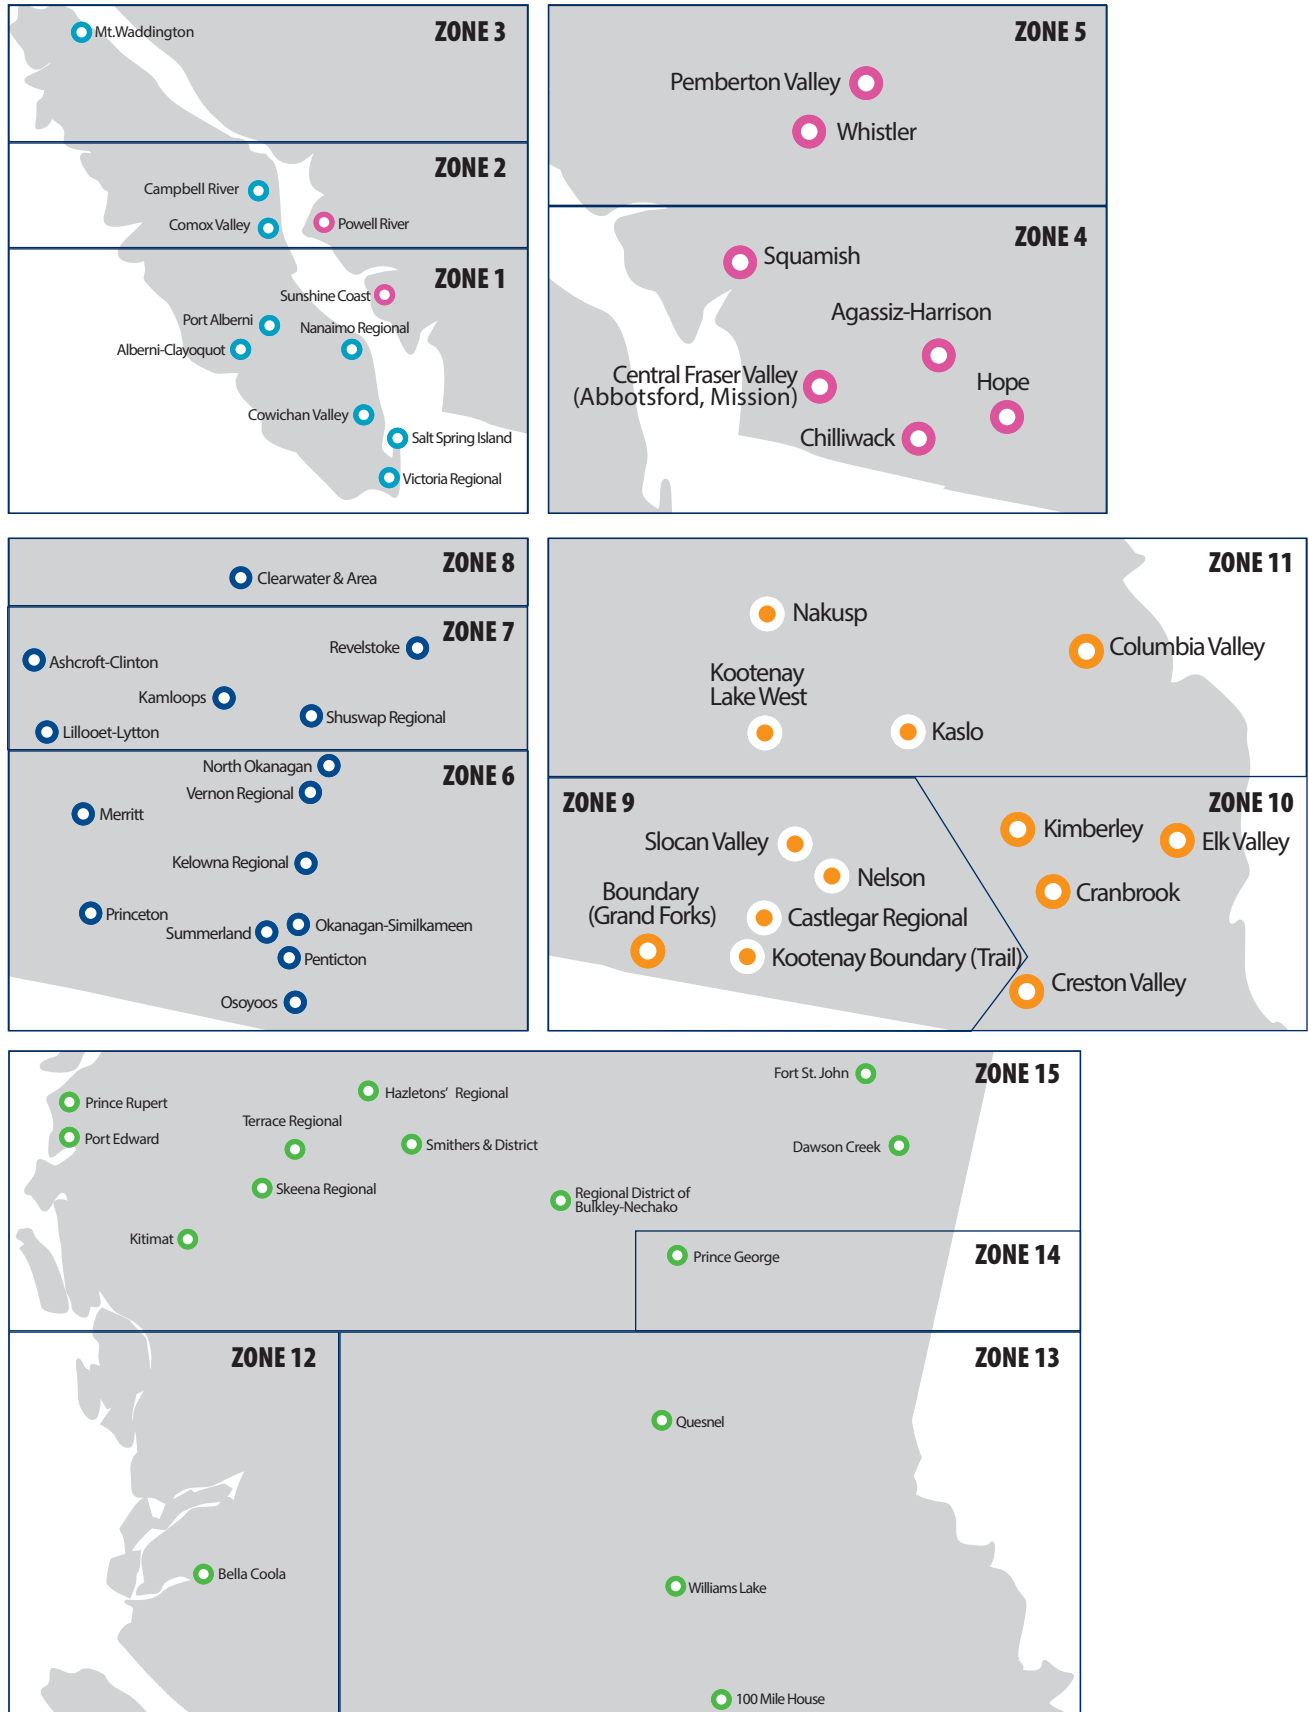 ZONE 3
Mt.Waddington
ZONE 2
Campbell River
Comox Valley
Powell River
ZONE 1
Sunshine Coast
Port Alberni
Nanaimo Regional
Alberni-Clayoquot
Cowichan Valley
Salt Spring Island
Victoria Regional
ZONE 5
Pemberton Valley
Whistler
ZONE 4
Squamish
Agassiz-Harrison
Central Fraser Valley
(Abbotsford, Mission)
Hope
Chilliwack
ZONE 8
Clearwater & Area
ZONE 7
Revelstoke
Ashcroft-Clinton
Kamloops
Shuswap Regional
Lillooet-Lytton
ZONE 6
North Okanagan
Vernon Regional
Merritt
Kelowna Regional
Princeton
Okanagan-Similkameen
Summerland
Penticton
Osoyoos
ZONE 11
Nakusp
Columbia Valley
Kootenay
Lake West
Kaslo
ZONE 9
Slocan Valley
Nelson
Boundary
(Grand Forks)
Castlegar Regional
Kootenay Boundary (Trail)
ZONE 10
Kimberley
Elk Valley
Cranbrook
Creston Valley
ZONE 15
Fort St. John
Hazletons' Regional
Prince Rupert
Terrace Regional
Port Edward
Smithers & District
Dawson Creek
Skeena Regional
Regional District of
Bulkley-Nechako
Kitimat
ZONE 14
Prince George
ZONE 12
Bella Coola
ZONE 13
Quesnel
Williams Lake
100 Mile House